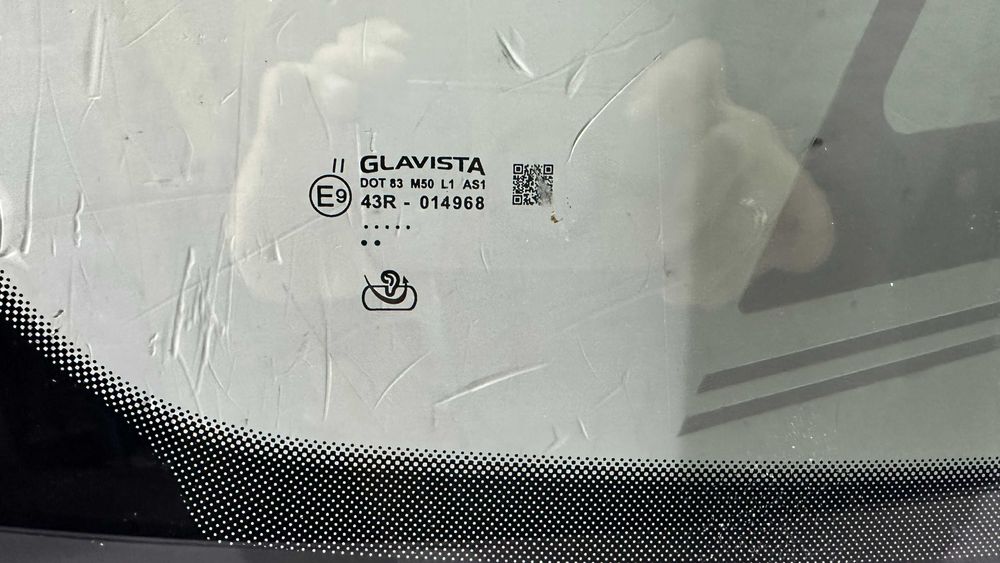 II GLAVISTA
DOT 83 M50 L1 AS1
E9 43R - 014968